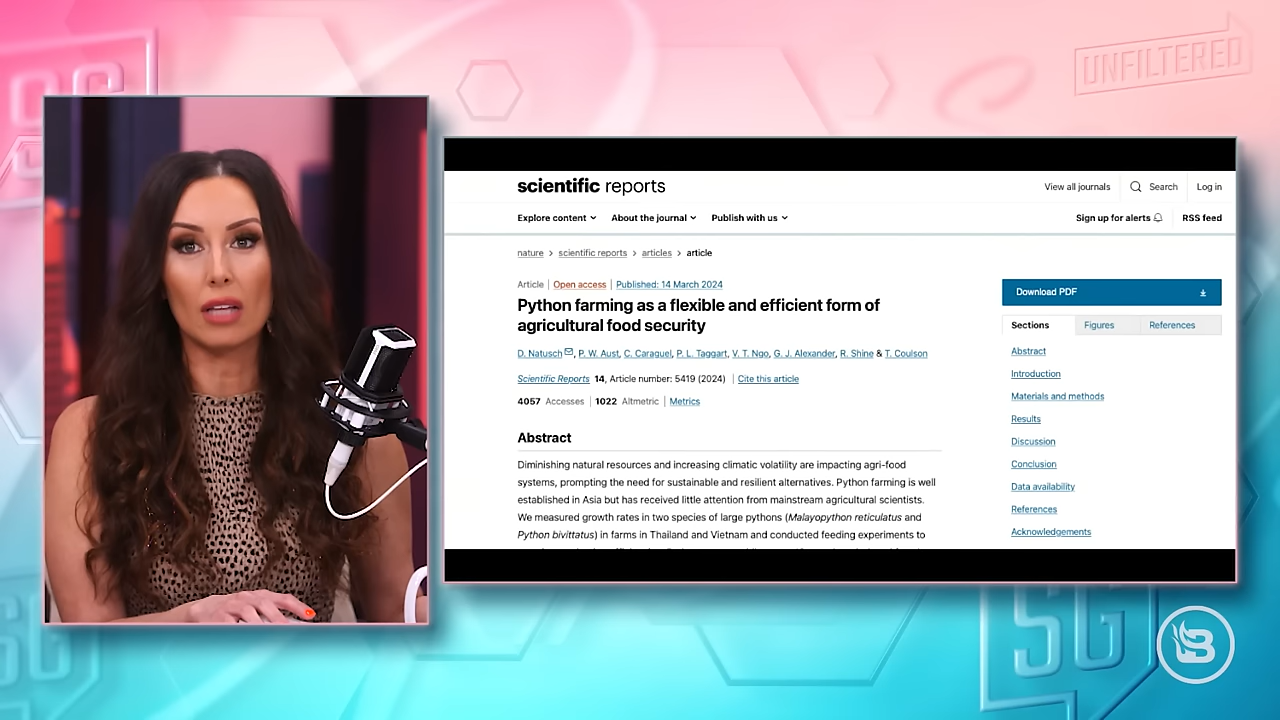 SG
UNFILTERED
scientific reports
View all journals
Search
Log in
Explore content
About the journal
Publish with us
Sign up for alerts
RSS feed
nature > scientific reports > articles > article
Article | Open access | Published: 14 March 2024
Python farming as a flexible and efficient form of
agricultural food security
D. Natusch, P. W. Aust, C. Caraguel, P. L. Taggart, V. T. Ngo, G. J. Alexander, R. Shine & T. Coulson
Scientific Reports 14, Article number: 5419 (2024) | Cite this article
4057 Accesses | 1022 Altmetric | Metrics
Abstract
Diminishing natural resources and increasing climatic volatility are impacting agri-food
systems, prompting the need for sustainable and resilient alternatives. Python farming is well
established in Asia but has received little attention from mainstream agricultural scientists.
We measured growth rates in two species of large pythons (Malayopython reticulatus and
Python bivittatus) in farms in Thailand and Vietnam and conducted feeding experiments to
Download PDF
Sections
Figures
References
Abstract
Introduction
Materials and methods
Results
Discussion
Conclusion
Data availability
References
Acknowledgements
SG
SG
B